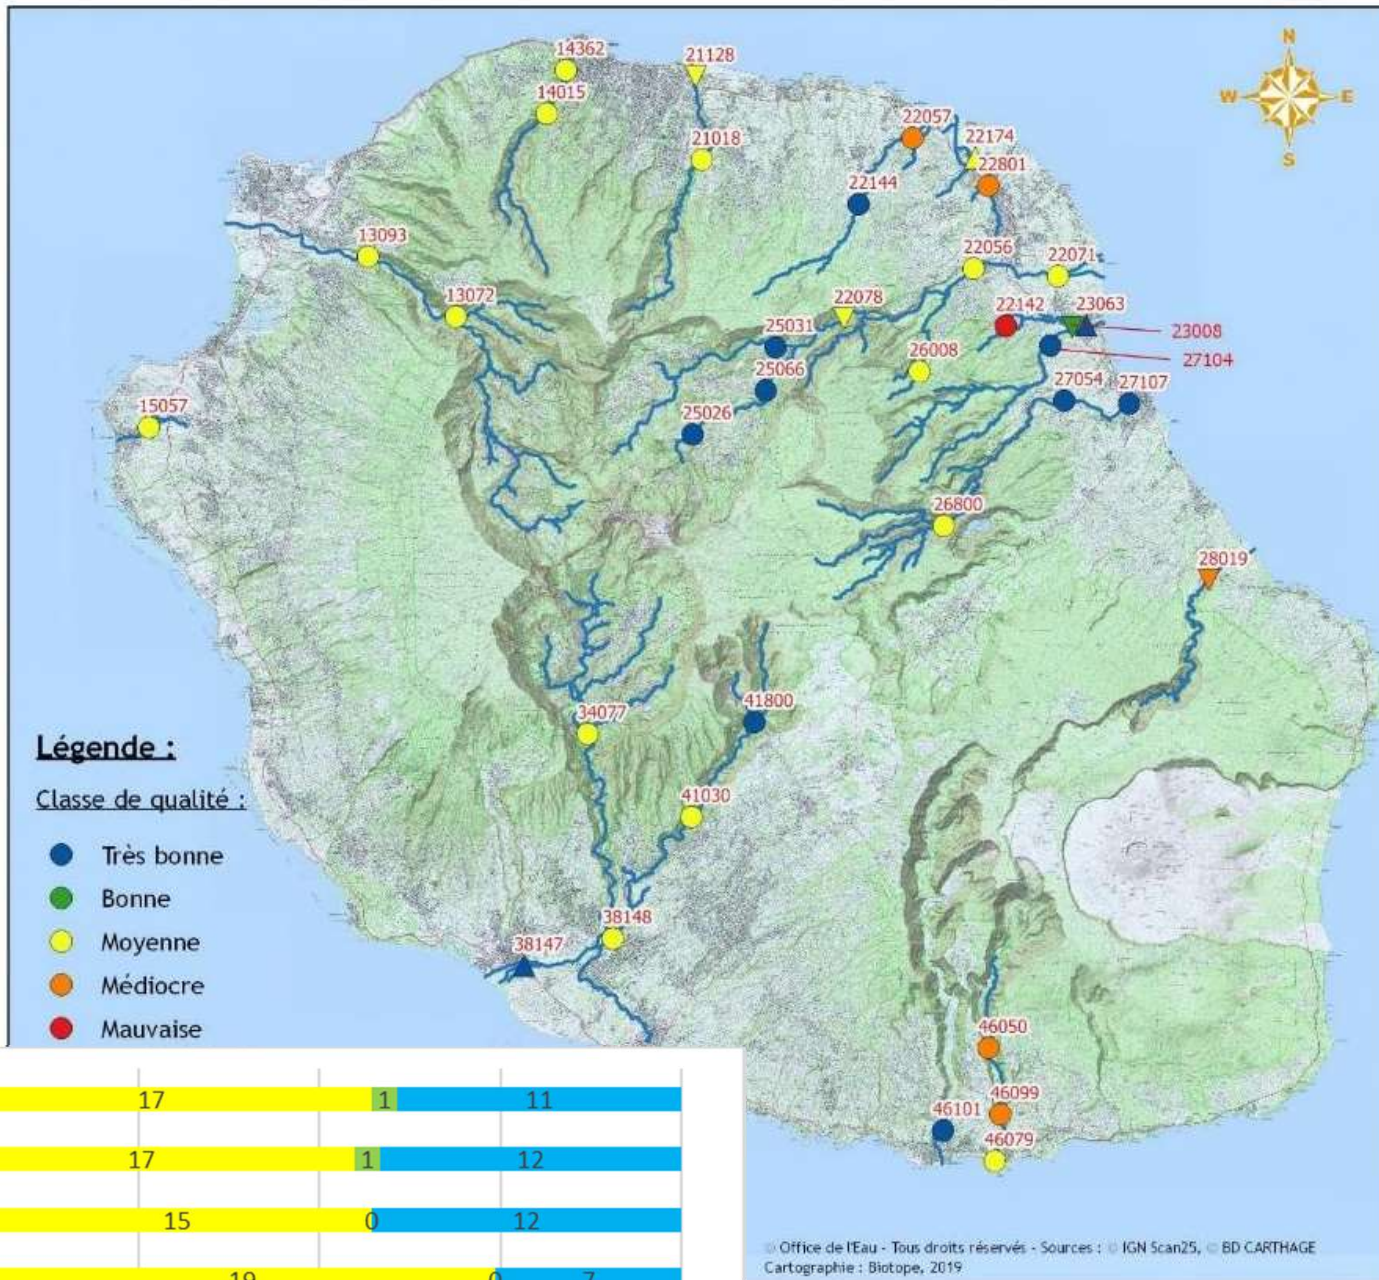 N
W E
S
14362
21128
14015
22057
22174
21018
22801
22144
13093
22056
22071
13072
22078
22142
23063
25031
23008
26008
27104
25066
27054
27107
15057
25026
26800
28019
41800
34077
41030
38148
38147
46050
46099
46101
46079
Légende :
Classe de qualité :
Très bonne
Bonne
Moyenne
Médiocre
Mauvaise
17 1 11
17 1 12
15 0 12
19 0 7
© Office de l'Eau - Tous droits réservés - Sources : © IGN Scan25, © BD CARTHAGE
Cartographie : Biotope, 2019